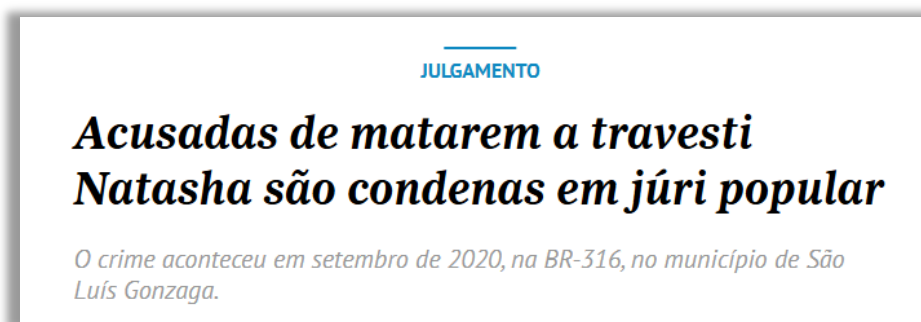 JULGAMENTO
Acusadas de matarem a travesti
Natasha são condenas em júri popular
O crime aconteceu em setembro de 2020, na BR-316, no município de São
Luís Gonzaga.